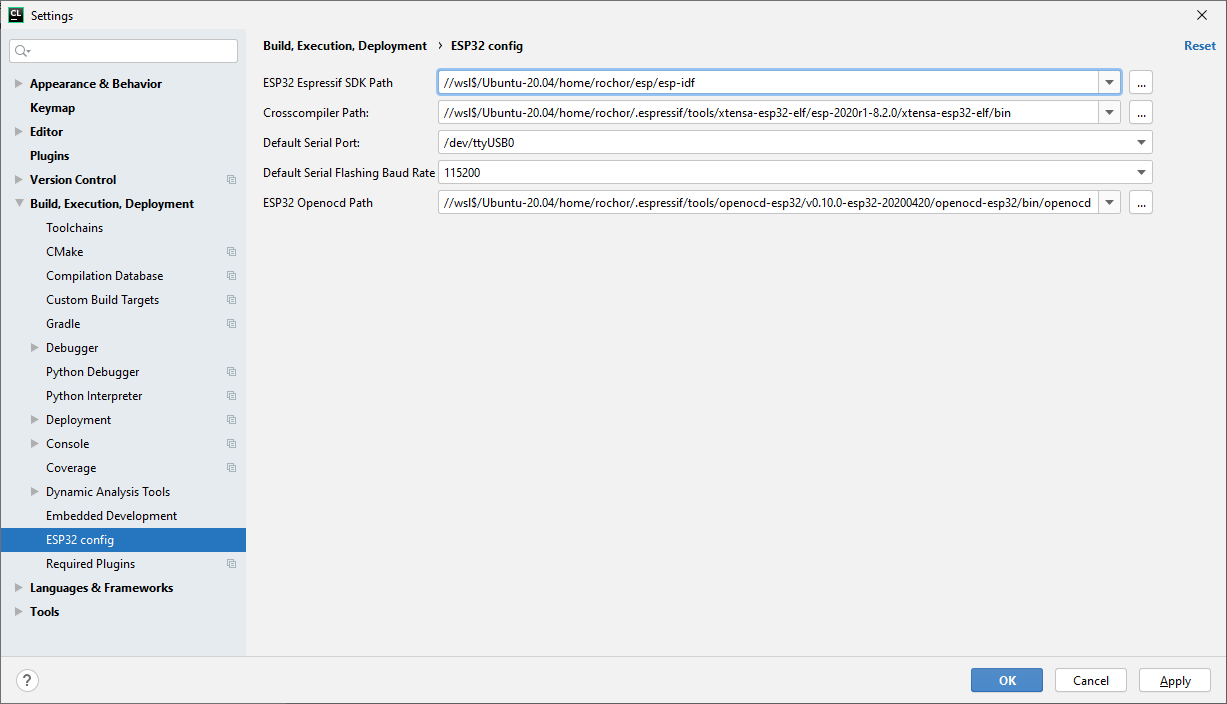 CL Settings
Build, Execution, Deployment › ESP32 config Reset
Appearance & Behavior
Keymap
Editor
Plugins
Version Control
Build, Execution, Deployment
Toolchains
CMake
Compilation Database
Custom Build Targets
Gradle
Debugger
Python Debugger
Python Interpreter
Deployment
Console
Coverage
Dynamic Analysis Tools
Embedded Development
ESP32 config
Required Plugins
Languages & Frameworks
Tools
ESP32 Espressif SDK Path //wsl$/Ubuntu-20.04/home/rochor/esp/esp-idf ...
Crosscompiler Path: //wsl$/Ubuntu-20.04/home/rochor/.espressif/tools/xtensa-esp32-elf/esp-2020r1-8.2.0/xtensa-esp32-elf/bin ...
Default Serial Port: /dev/ttyUSB0
Default Serial Flashing Baud Rate 115200
ESP32 Openocd Path //wsl$/Ubuntu-20.04/home/rochor/.espressif/tools/openocd-esp32/v0.10.0-esp32-20200420/openocd-esp32/bin/openocd ...
? OK Cancel Apply